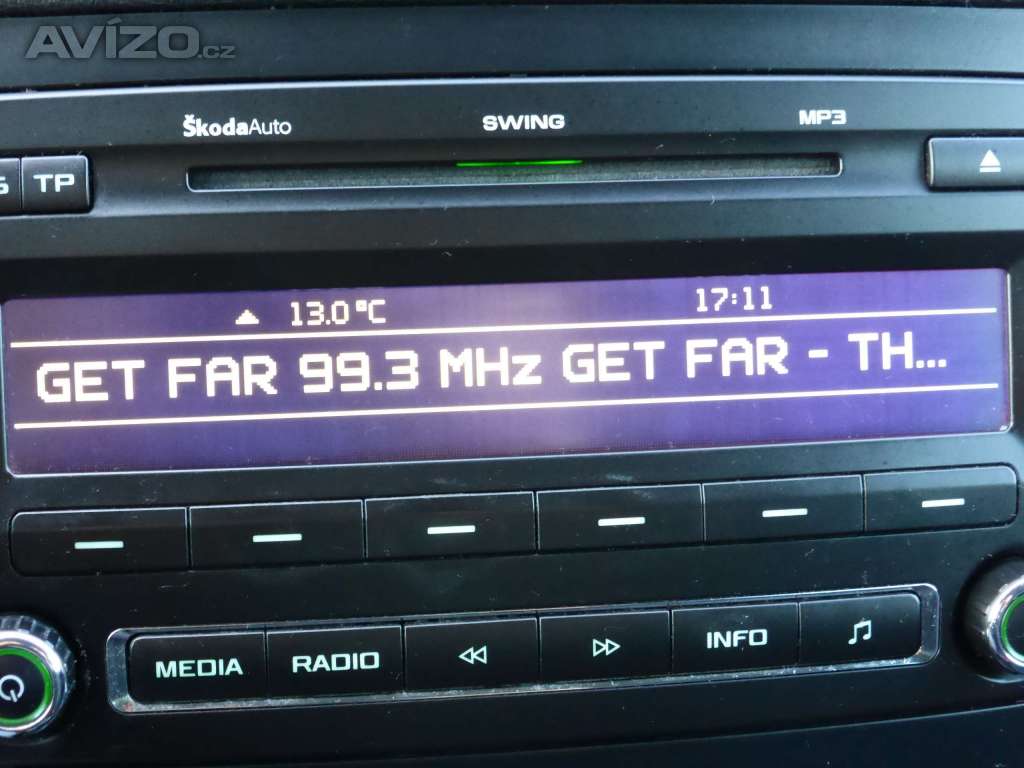 AVÍZO.cz
ŠkodaAuto SWING MP3
TP
13.0 °C 17:11
GET FAR 99.3 MHz GET FAR - TH...
MEDIA RADIO INFO